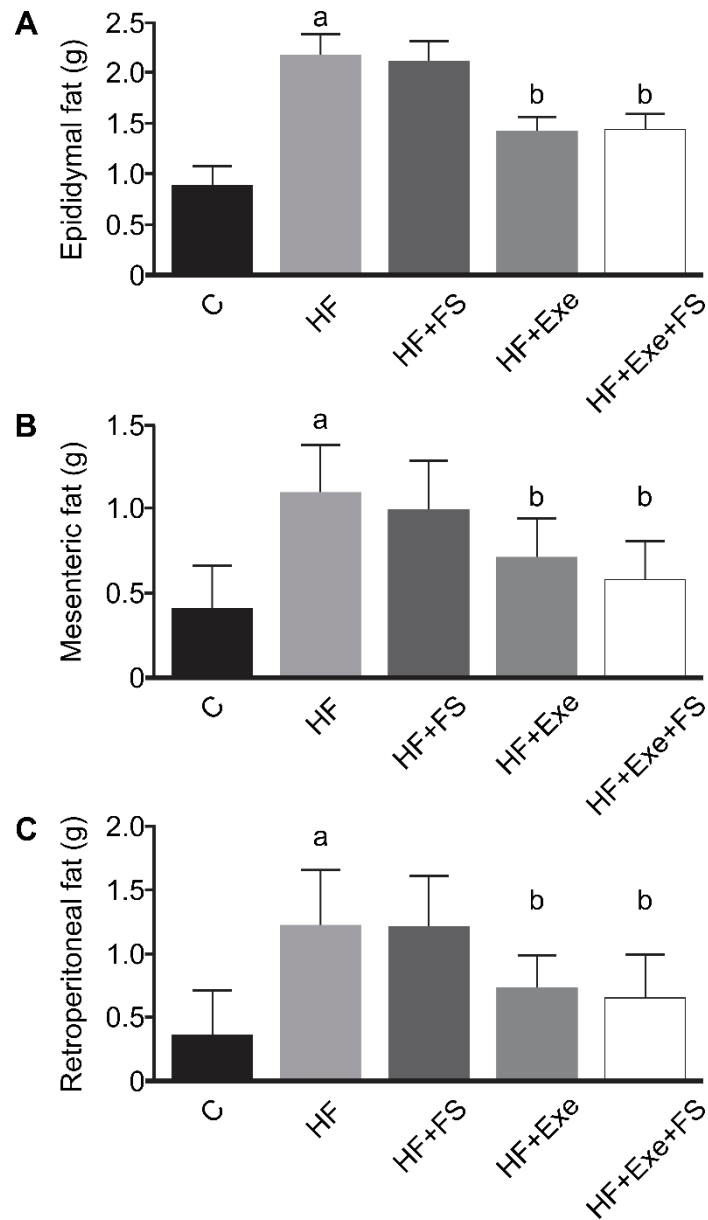 A
Epididymal fat (g)
2.5
2.0
1.5
1.0
0.5
0
a
b
b
C
HF
HF+FS
HF+Exe
HF+Exe+FS
B
Mesenteric fat (g)
1.5
1.0
0.5
0
a
b
b
C
HF
HF+FS
HF+Exe
HF+Exe+FS
C
Retroperitoneal fat (g)
2.0
1.5
1.0
0.5
0
a
b
b
C
HF
HF+FS
HF+Exe
HF+Exe+FS